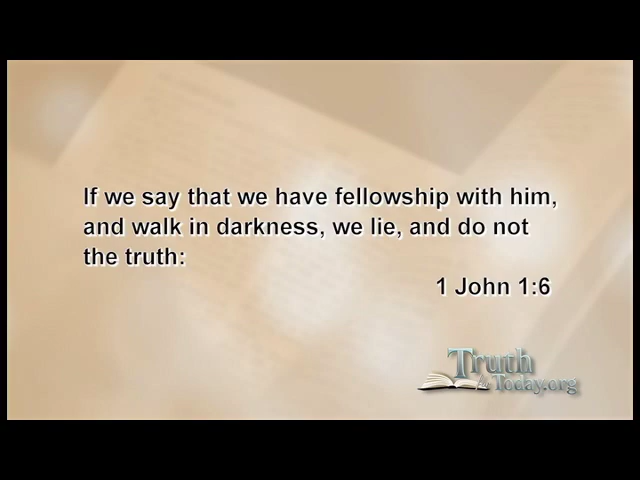 If we say that we have fellowship with him,
and walk in darkness, we lie, and do not
the truth:
1 John 1:6
Truth
for Today.org